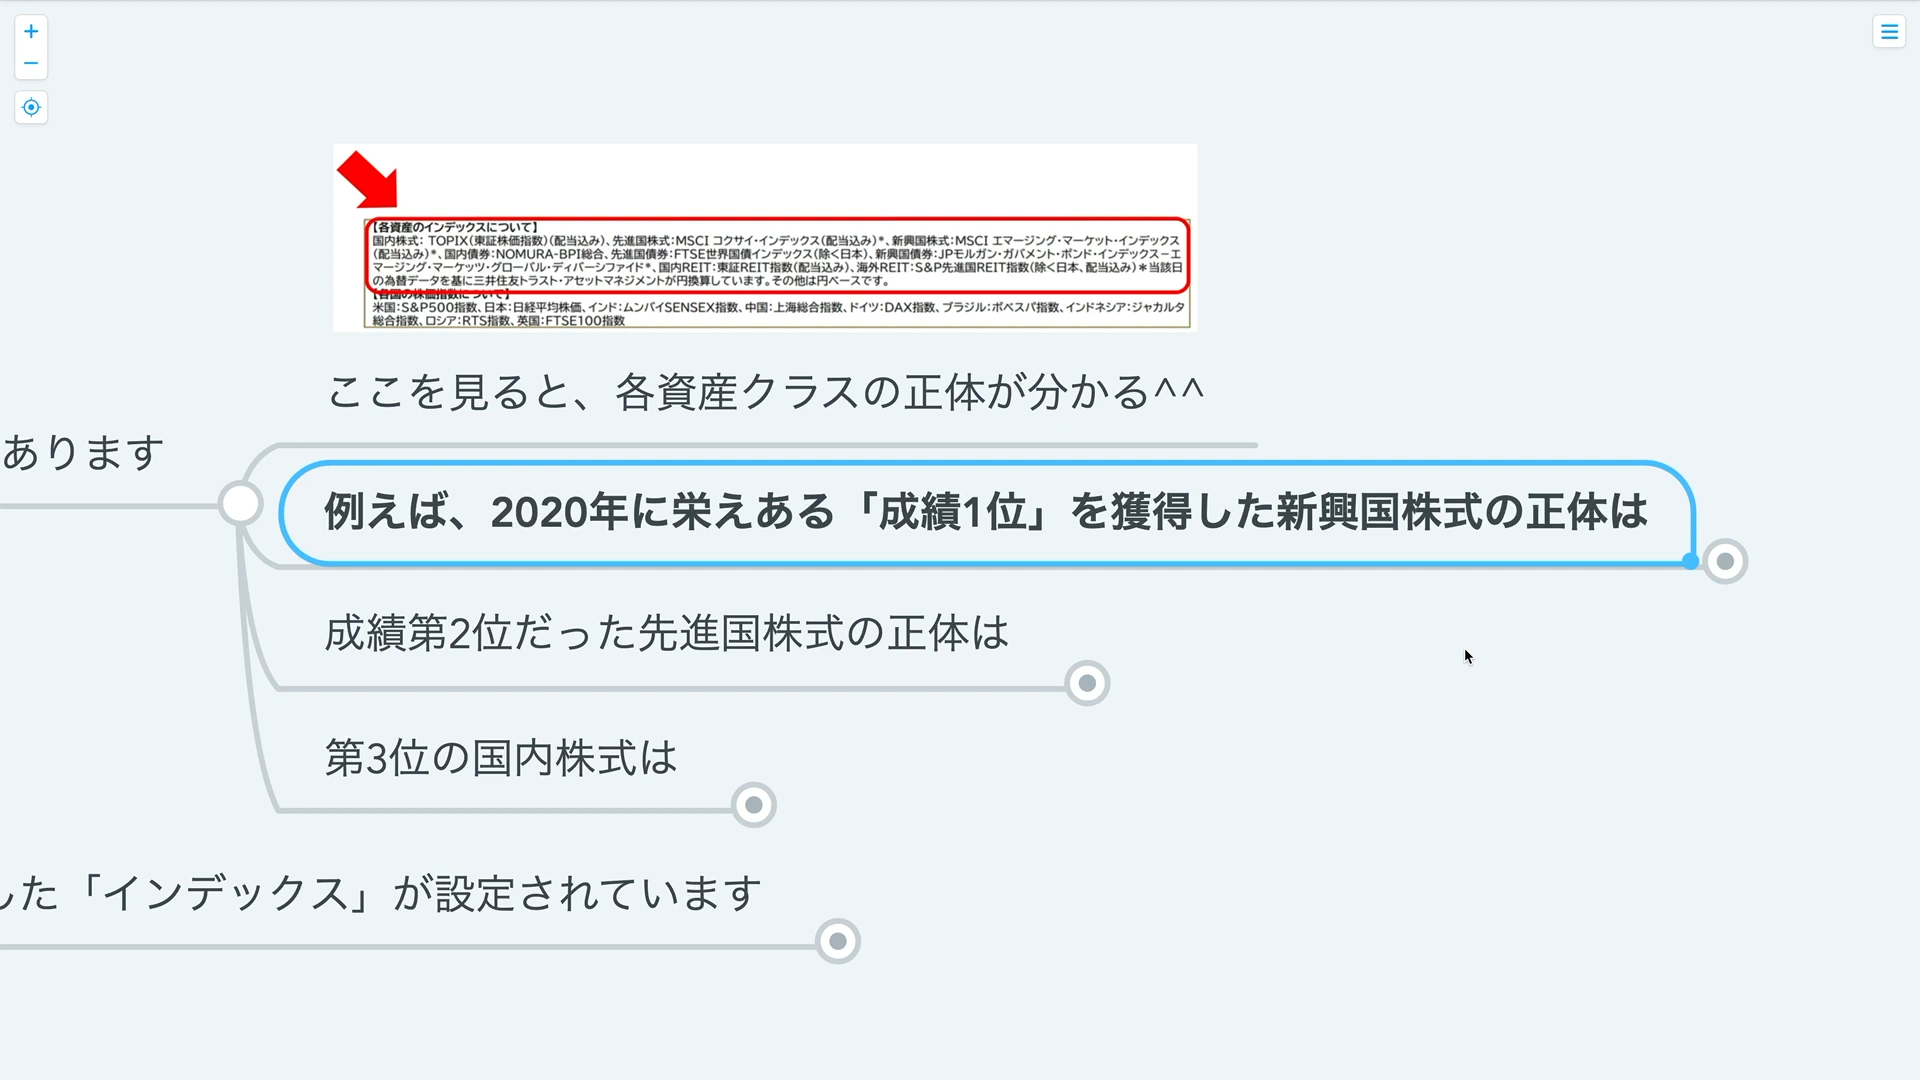 【各資産のインデックスについて】
国内株式：TOPIX（東証株価指数）（配当込み）、先進国株式：MSCI コクサイ・インデックス（配当込み）*、新興国株式：MSCI エマージング・マーケット・インデックス
（配当込み）*、国内債券：NOMURA-BPI総合、先進国債券：FTSE世界国債インデックス（除く日本）、新興国債券：JPモルガン・ガバメント・ボンド・インデックス－エ
マージング・マーケッツ・グローバル・ディバーシファイド*、国内REIT：東証REIT指数（配当込み）、海外REIT：S&P先進国REIT指数（除く日本、配当込み）＊当該日
の為替データを基に三井住友トラスト・アセットマネジメントが円換算しています。その他は円ベースです。
【各国の株価指数について】
米国：S&P500指数、日本：日経平均株価、インド：ムンバイSENSEX指数、中国：上海総合指数、ドイツ：DAX指数、ブラジル：ボベスパ指数、インドネシア：ジャカルタ
総合指数、ロシア：RTS指数、英国：FTSE100指数
ここを見ると、各資産クラスの正体が分かる^^
あります
例えば、2020年に栄えある「成績1位」を獲得した新興国株式の正体は
成績第2位だった先進国株式の正体は
第3位の国内株式は
した「インデックス」が設定されています